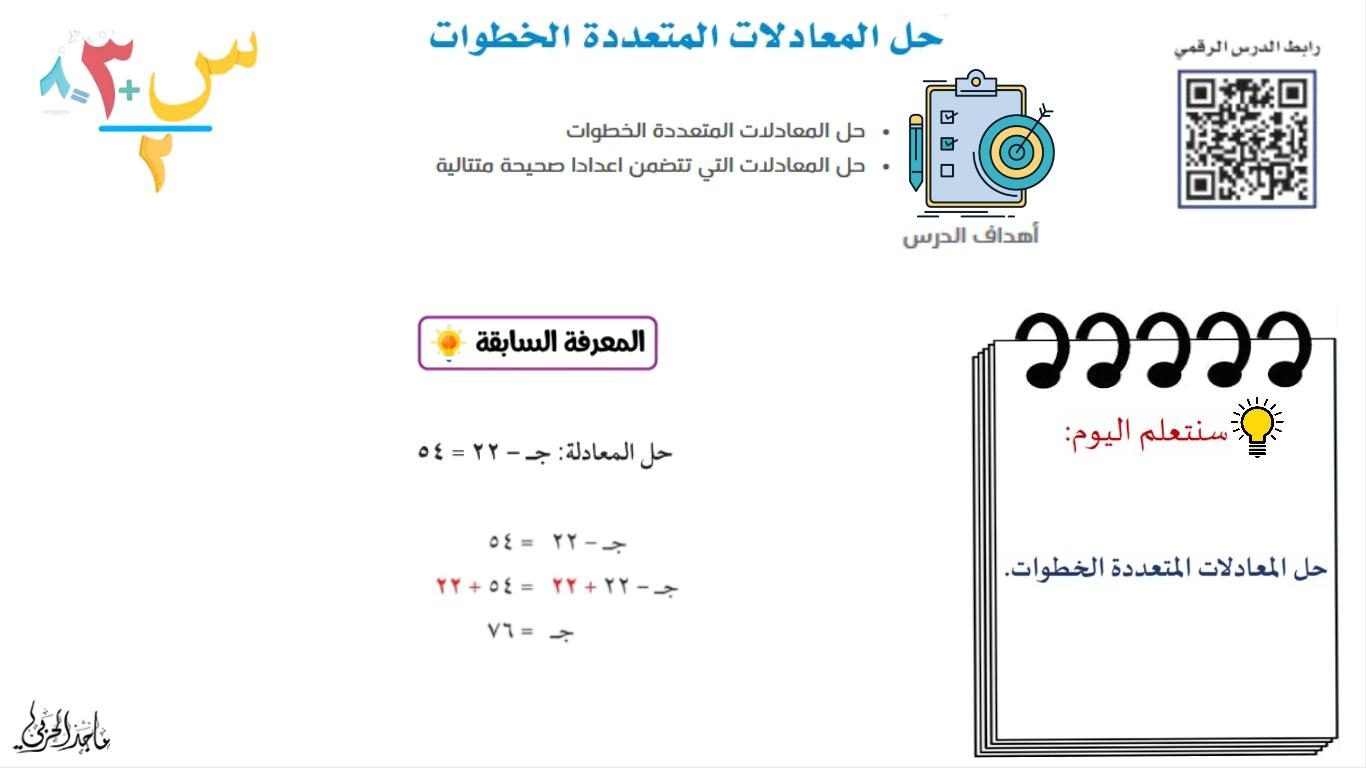 حل المعادلات المتعددة الخطوات
رابط الدرس الرقمي
س + ٣ = ٨
٢
• حل المعادلات المتعددة الخطوات
• حل المعادلات التي تتضمن اعدادا صحيحة متتالية
أهداف الدرس
سنتعلم اليوم:
حل المعادلات المتعددة الخطوات.
المعرفة السابقة
حل المعادلة: جـ – ٢٢ = ٥٤
جـ – ٢٢ = ٥٤
جـ – ٢٢ + ٢٢ = ٥٤ + ٢٢
جـ = ٧٦
ماجد الحربي